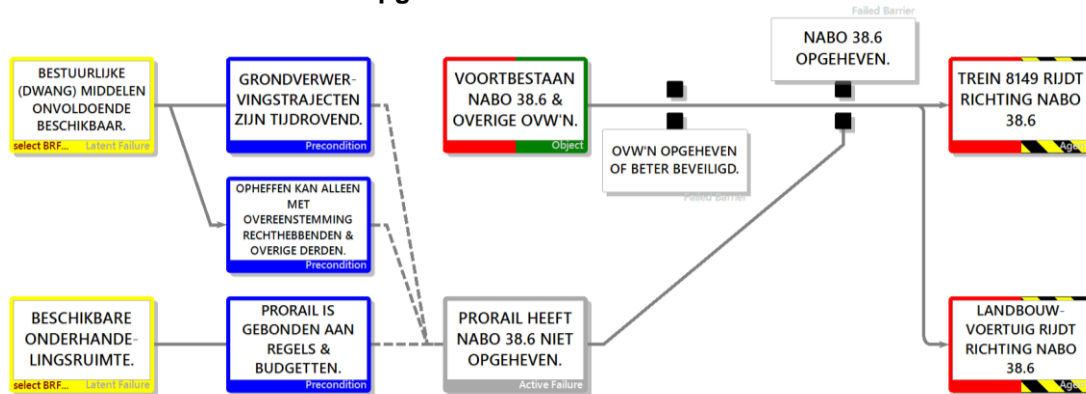 BESTUURLIJKE
(DWANG) MIDDELEN
ONVOLDOENDE
BESCHIKBAAR.
select BRF... Latent Failure
GRONDVERWER-
VINGSTRAJECTEN
ZIJN TIJDROVEND.
Precondition
OPHEFFEN KAN ALLEEN
MET
OVEREENSTEMMING
RECHTHEBBENDEN &
OVERIGE DERDEN.
Precondition
BESCHIKBARE
ONDERHANDE-
LINGSRUIMTE.
select BRF... Latent Failure
PRORAIL IS
GEBONDEN AAN
REGELS &
BUDGETTEN.
Precondition
VOORTBESTAAN
NABO 38.6 &
OVERIGE OVW'N.
Object
OVW'N OPGEHEVEN
OF BETER BEVEILIGD.
Failed Barrier
PRORAIL HEEFT
NABO 38.6 NIET
OPGEHEVEN.
Active Failure
Failed Barrier
NABO 38.6
OPGEHEVEN.
TREIN 8149 RIJDT
RICHTING NABO
38.6
LANDBOUW-
VOERTUIG RIJDT
RICHTING NABO
38.6